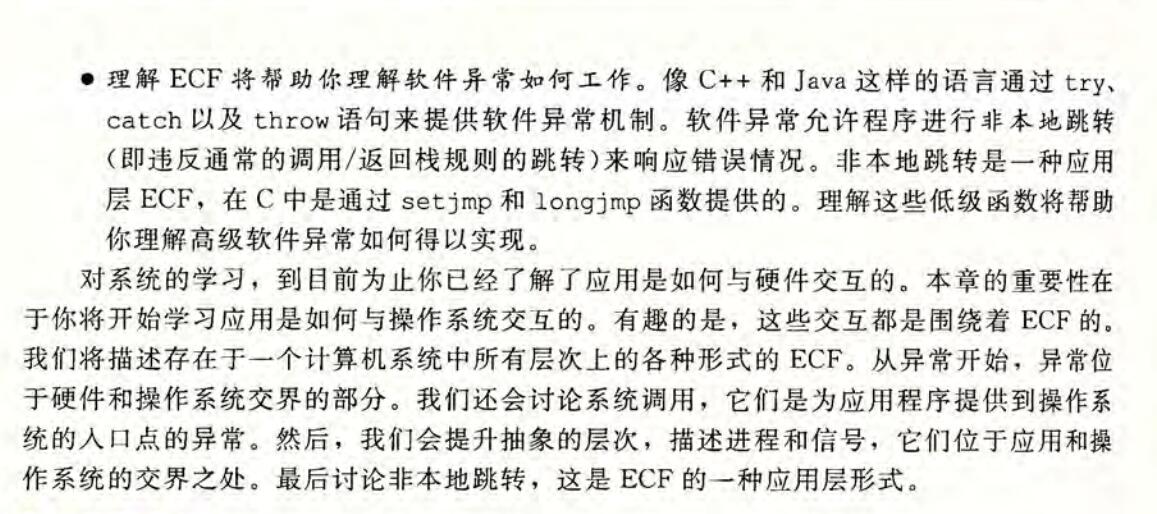 ● 理解 ECF 将帮助你理解软件异常如何工作。像 C++ 和 Java 这样的语言通过 try、
catch 以及 throw 语句来提供软件异常机制。软件异常允许程序进行非本地跳转
(即违反通常的调用/返回栈规则的跳转)来响应错误情况。非本地跳转是一种应用
层 ECF，在 C 中是通过 setjmp 和 longjmp 函数提供的。理解这些低级函数将帮助
你理解高级软件异常如何得以实现。
对系统的学习，到目前为止你已经了解了应用是如何与硬件交互的。本章的重要性在
于你将开始学习应用是如何与操作系统交互的。有趣的是，这些交互都是围绕着 ECF 的。
我们将描述存在于一个计算机系统中所有层次上的各种形式的 ECF。从异常开始，异常位
于硬件和操作系统交界的部分。我们还会讨论系统调用，它们是为应用程序提供到操作系
统的入口点的异常。然后，我们会提升抽象的层次，描述进程和信号，它们位于应用和操
作系统的交界之处。最后讨论非本地跳转，这是 ECF 的一种应用层形式。